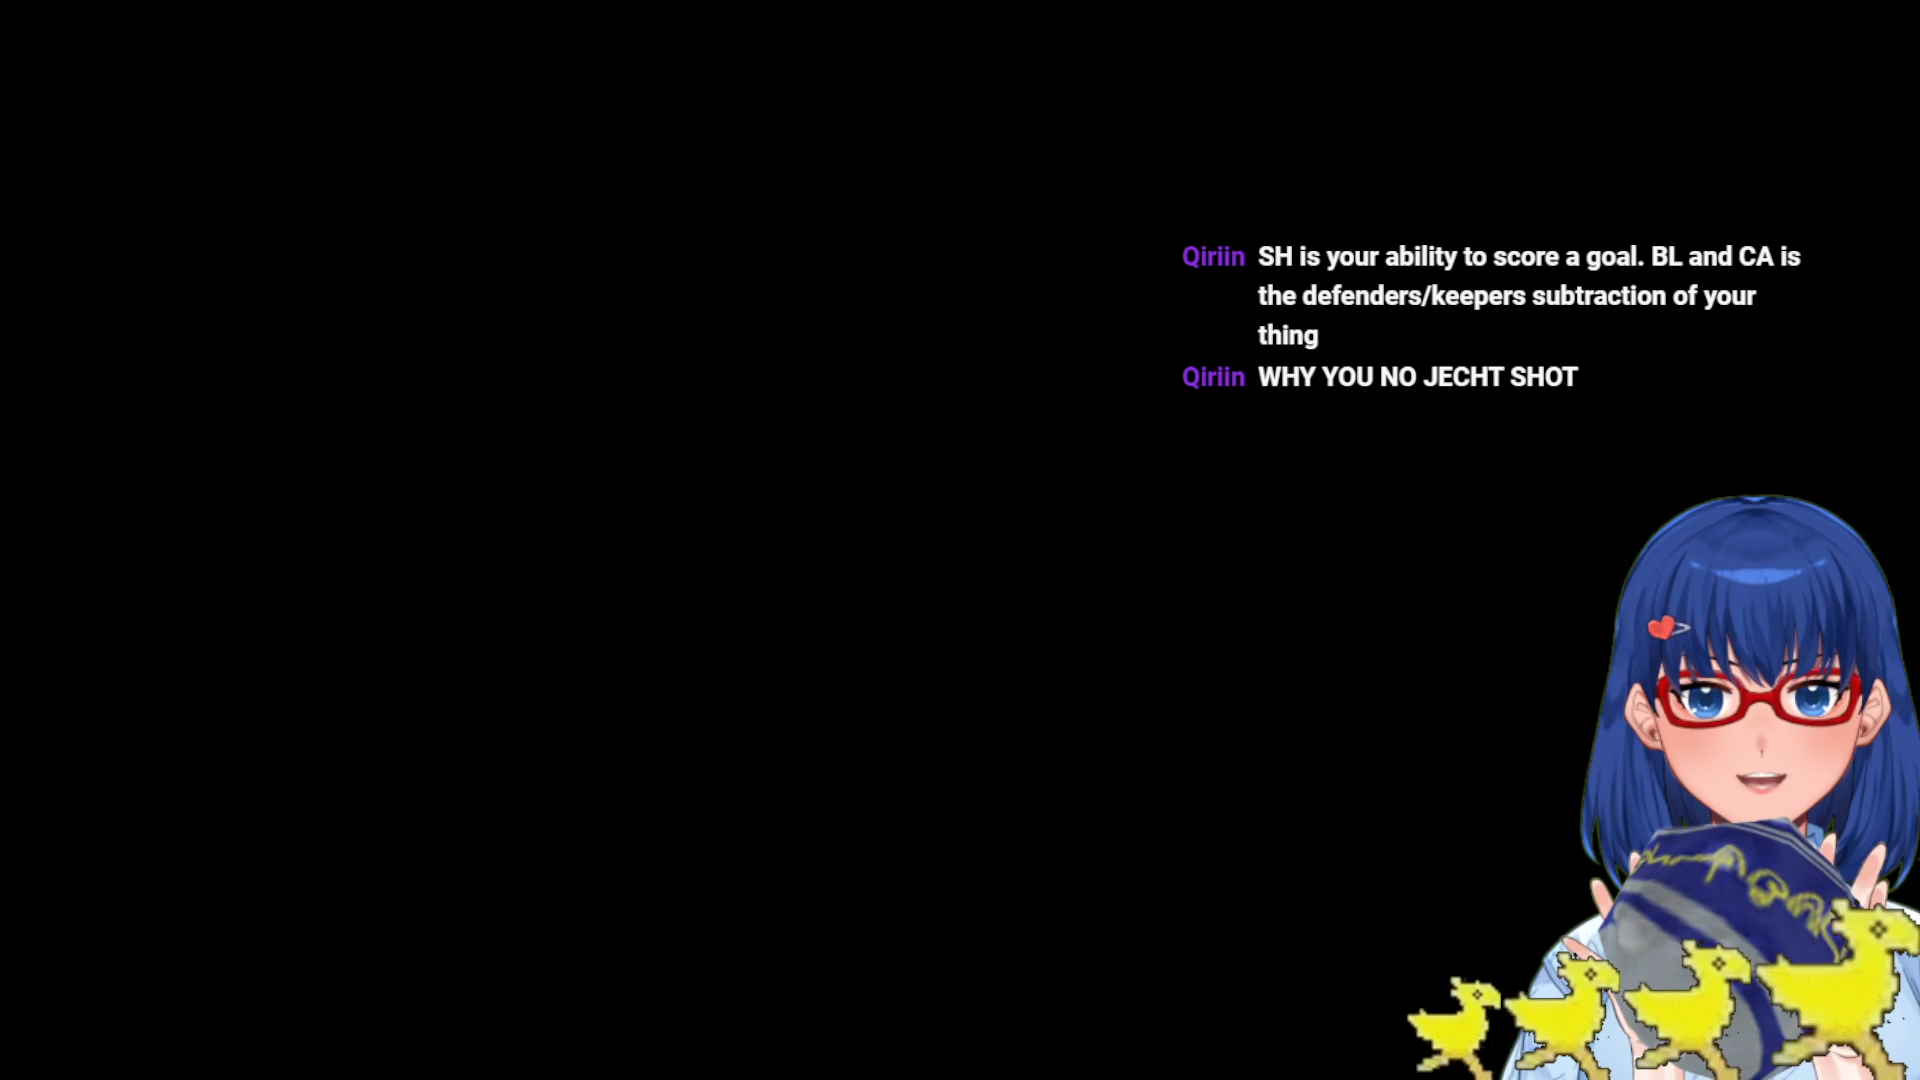 Qiriin SH is your ability to score a goal. BL and CA is
the defenders/keepers subtraction of your
thing
Qiriin WHY YOU NO JECHT SHOT